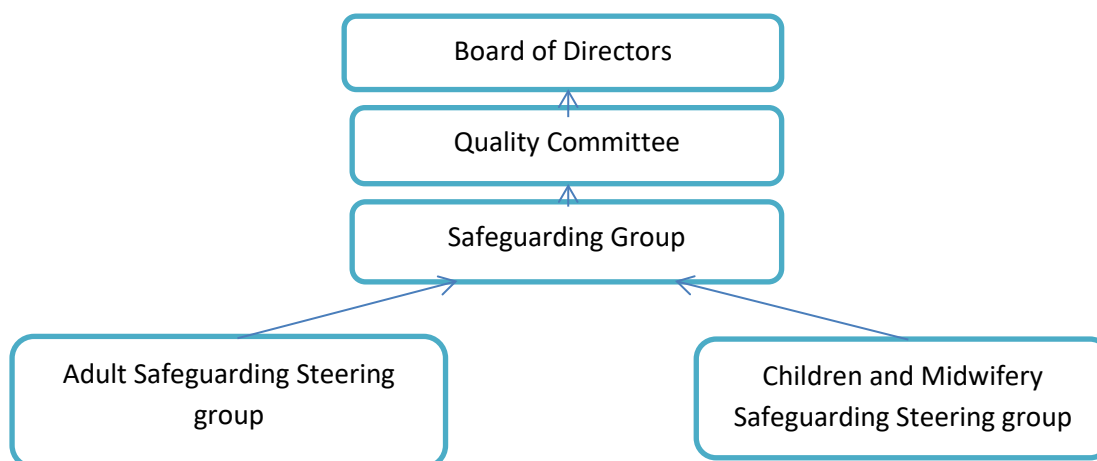 Board of Directors
Quality Committee
Safeguarding Group
Adult Safeguarding Steering
group
Children and Midwifery
Safeguarding Steering group